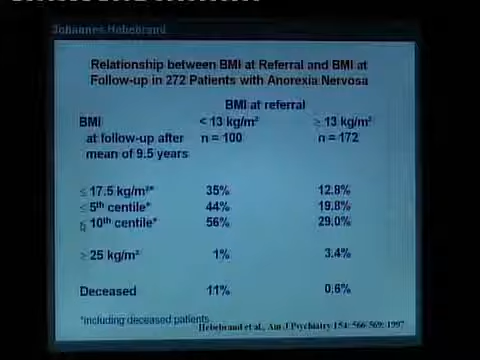 Johannes Hebebrand
Relationship between BMI at Referral and BMI at
Follow-up in 272 Patients with Anorexia Nervosa
BMI at referral
BMI < 13 kg/m² ≥ 13 kg/m²
at follow-up after n = 100 n = 172
mean of 9.5 years
≤ 17.5 kg/m²* 35% 12.8%
≤ 5th centile* 44% 19.8%
≤ 10th centile* 56% 29.0%
≥ 25 kg/m² 1% 3.4%
Deceased 11% 0.6%
*including deceased patients
Hebebrand et al., Am J Psychiatry 154: 566-569; 1997